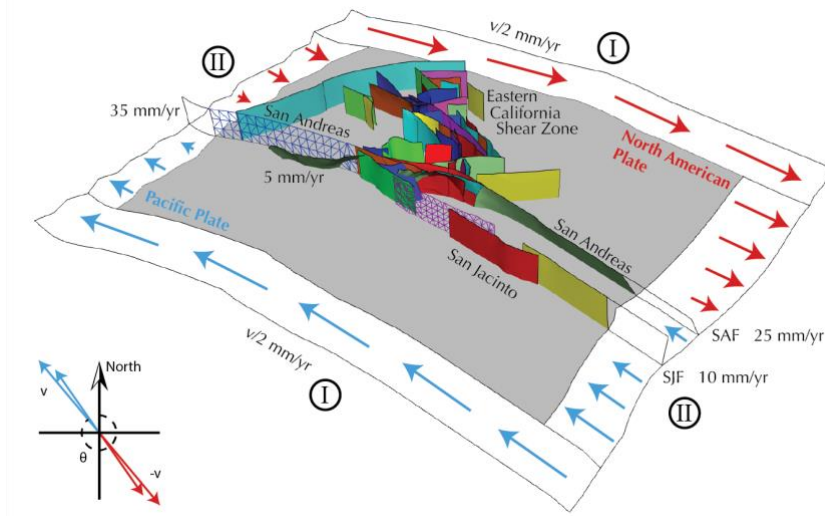 v/2 mm/yr
I
II
35 mm/yr
San Andreas
Eastern
California
Shear Zone
North American
Plate
5 mm/yr
Pacific Plate
San Andreas
San Jacinto
SAF 25 mm/yr
SJF 10 mm/yr
v/2 mm/yr
I
II
North
v
θ
-v